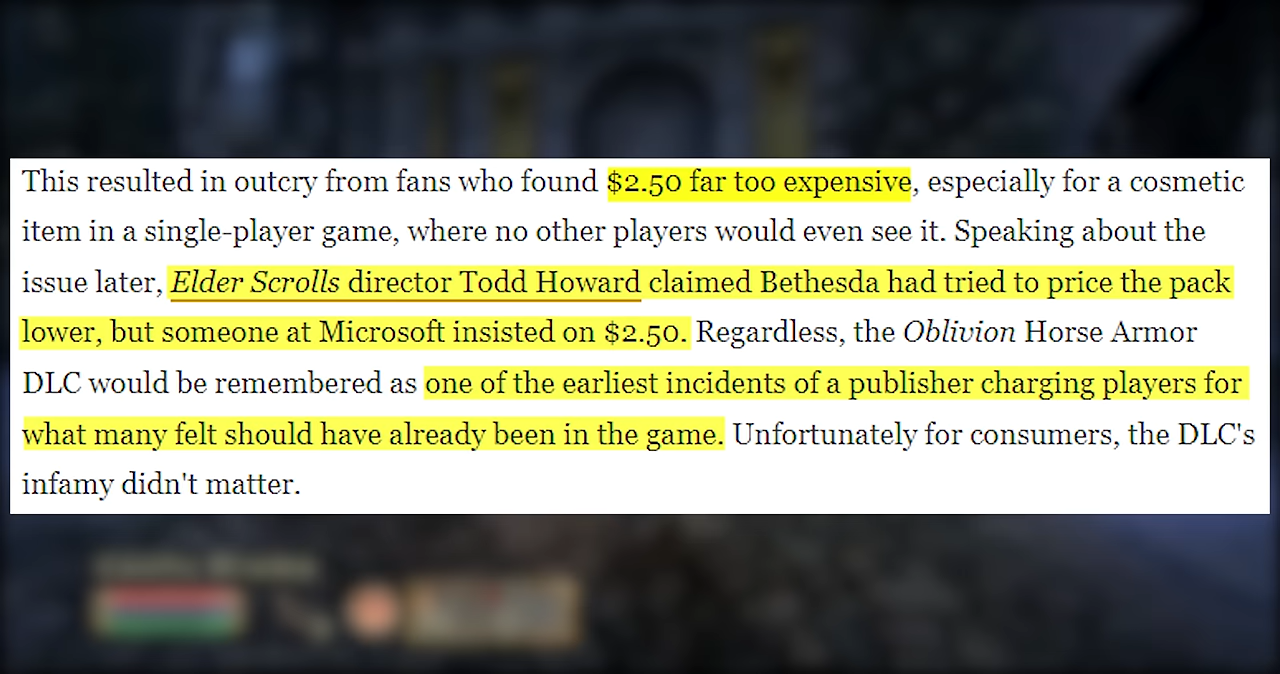 This resulted in outcry from fans who found $2.50 far too expensive, especially for a cosmetic
item in a single-player game, where no other players would even see it. Speaking about the
issue later, Elder Scrolls director Todd Howard claimed Bethesda had tried to price the pack
lower, but someone at Microsoft insisted on $2.50. Regardless, the Oblivion Horse Armor
DLC would be remembered as one of the earliest incidents of a publisher charging players for
what many felt should have already been in the game. Unfortunately for consumers, the DLC's
infamy didn't matter.